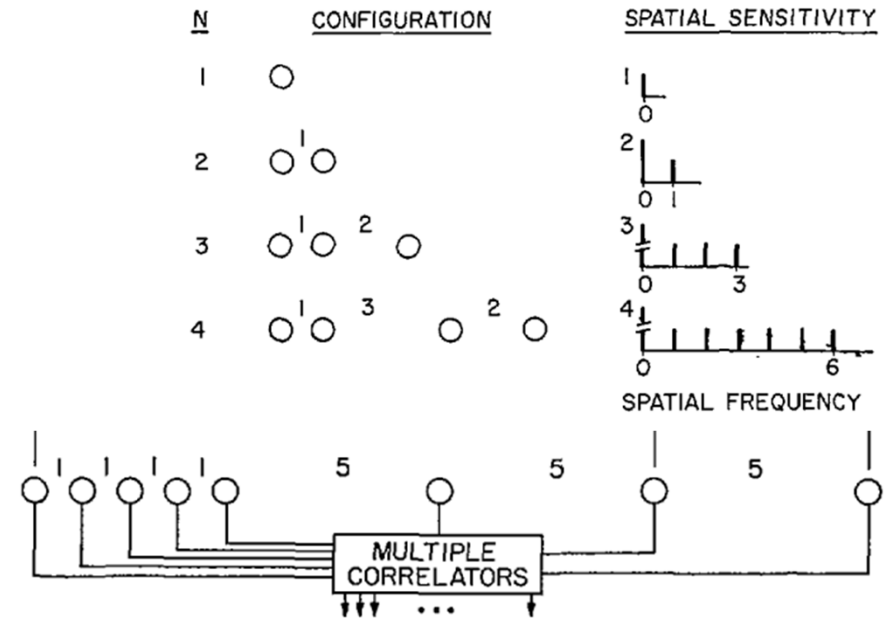 N CONFIGURATION SPATIAL SENSITIVITY
1 1 0
2 1 2 0 1
3 1 2 3 0 3
4 1 3 2 4 0 6
SPATIAL FREQUENCY
1 1 1 1 5 5 5
MULTIPLE
CORRELATORS
...